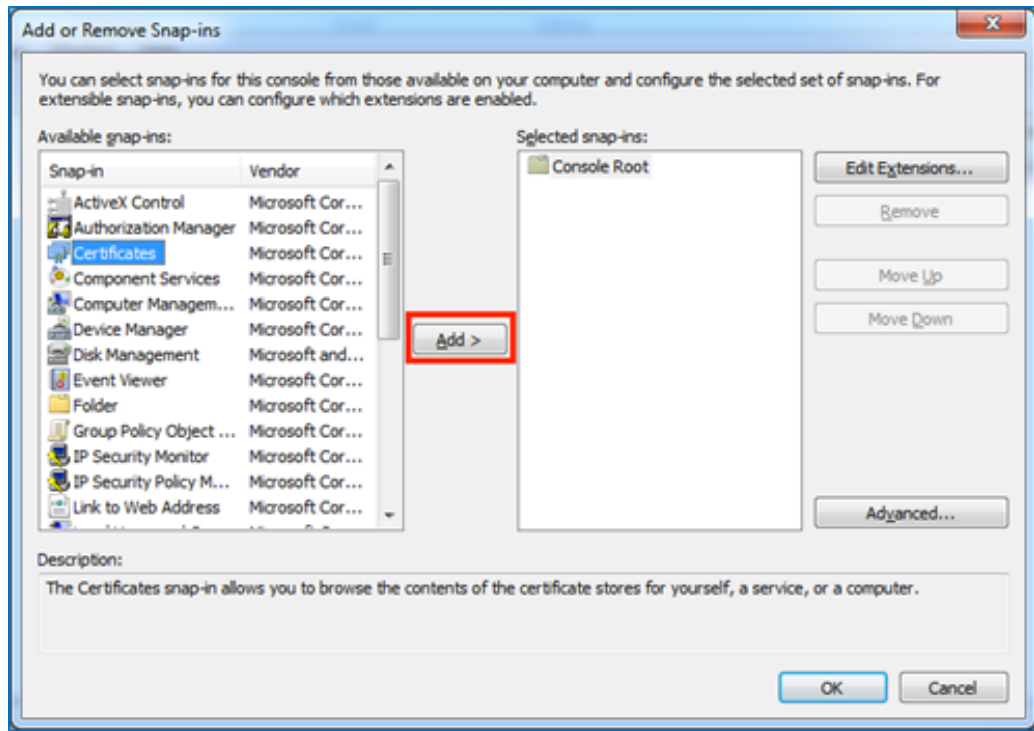 Add or Remove Snap-ins
You can select snap-ins for this console from those available on your computer and configure the selected set of snap-ins. For
extensible snap-ins, you can configure which extensions are enabled.
Available snap-ins:
Snap-in Vendor
ActiveX Control Microsoft Cor...
Authorization Manager Microsoft Cor...
Certificates Microsoft Cor...
Component Services Microsoft Cor...
Computer Managem... Microsoft Cor...
Device Manager Microsoft Cor...
Disk Management Microsoft and...
Event Viewer Microsoft Cor...
Folder Microsoft Cor...
Group Policy Object ... Microsoft Cor...
IP Security Monitor Microsoft Cor...
IP Security Policy M... Microsoft Cor...
Link to Web Address Microsoft Cor...
Add >
Selected snap-ins:
Console Root
Edit Extensions...
Remove
Move Up
Move Down
Advanced...
Description:
The Certificates snap-in allows you to browse the contents of the certificate stores for yourself, a service, or a computer.
OK
Cancel